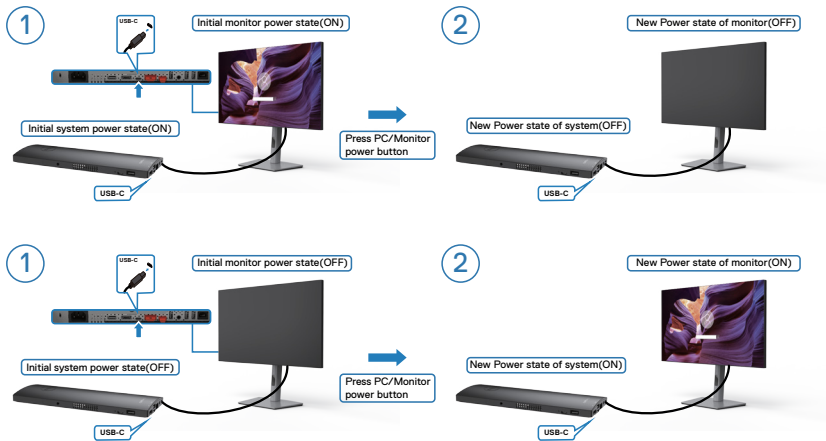 1
USB-C
Initial monitor power state(ON)
Initial system power state(ON)
USB-C
Press PC/Monitor
power button
2
New Power state of monitor(OFF)
New Power state of system(OFF)
USB-C
1
USB-C
Initial monitor power state(OFF)
Initial system power state(OFF)
USB-C
Press PC/Monitor
power button
2
New Power state of monitor(ON)
New Power state of system(ON)
USB-C